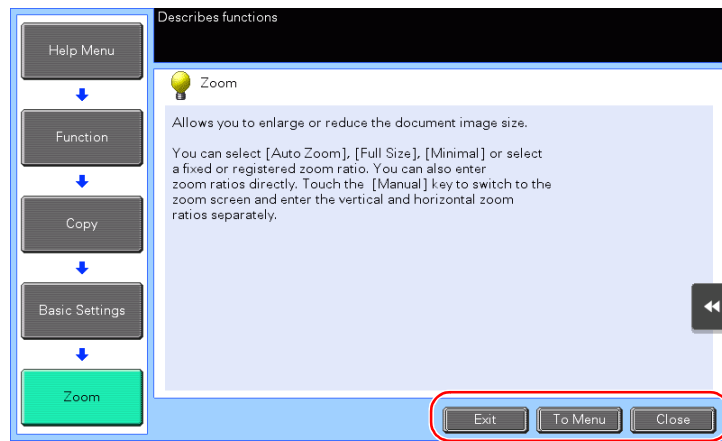 Describes functions
Help Menu
Function
Copy
Basic Settings
Zoom
Zoom
Allows you to enlarge or reduce the document image size.
You can select [Auto Zoom], [Full Size], [Minimal] or select
a fixed or registered zoom ratio. You can also enter
zoom ratios directly. Touch the [Manual] key to switch to the
zoom screen and enter the vertical and horizontal zoom
ratios separately.
Exit
To Menu
Close